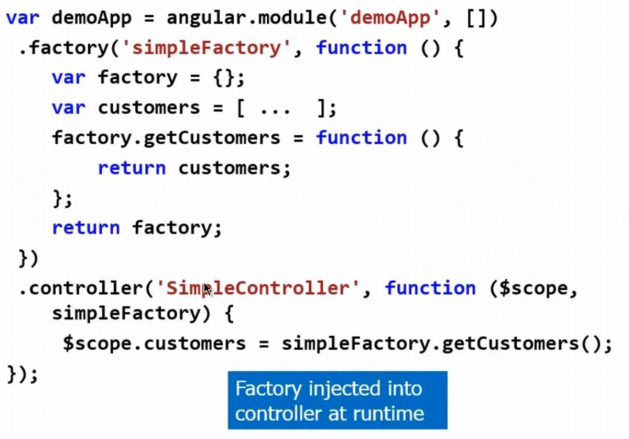 var demoApp = angular.module('demoApp', [])
.factory('simpleFactory', function () {
var factory = {};
var customers = [ ... ];
factory.getCustomers = function () {
return customers;
};
return factory;
})
.controller('SimpleController', function ($scope,
simpleFactory) {
$scope.customers = simpleFactory.getCustomers();
});
Factory injected into
controller at runtime